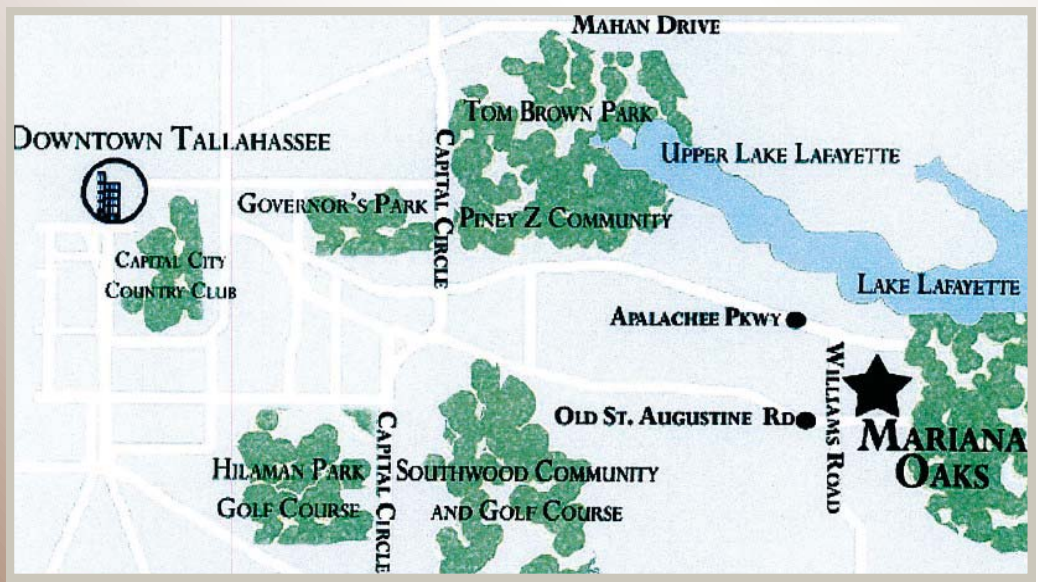 MAHAN DRIVE
TOM BROWN PARK
DOWNTOWN TALLAHASSEE
UPPER LAKE LAFAYETTE
CAPITAL CIRCLE
GOVERNOR'S PARK
PINEY Z COMMUNITY
CAPITAL CITY
COUNTRY CLUB
LAKE LAFAYETTE
APALACHEE PKWY
WILLIAMS ROAD
OLD ST. AUGUSTINE RD
MARIANA
OAKS
HILAMAN PARK
GOLF COURSE
CAPITAL CIRCLE
SOUTHWOOD COMMUNITY
AND GOLF COURSE